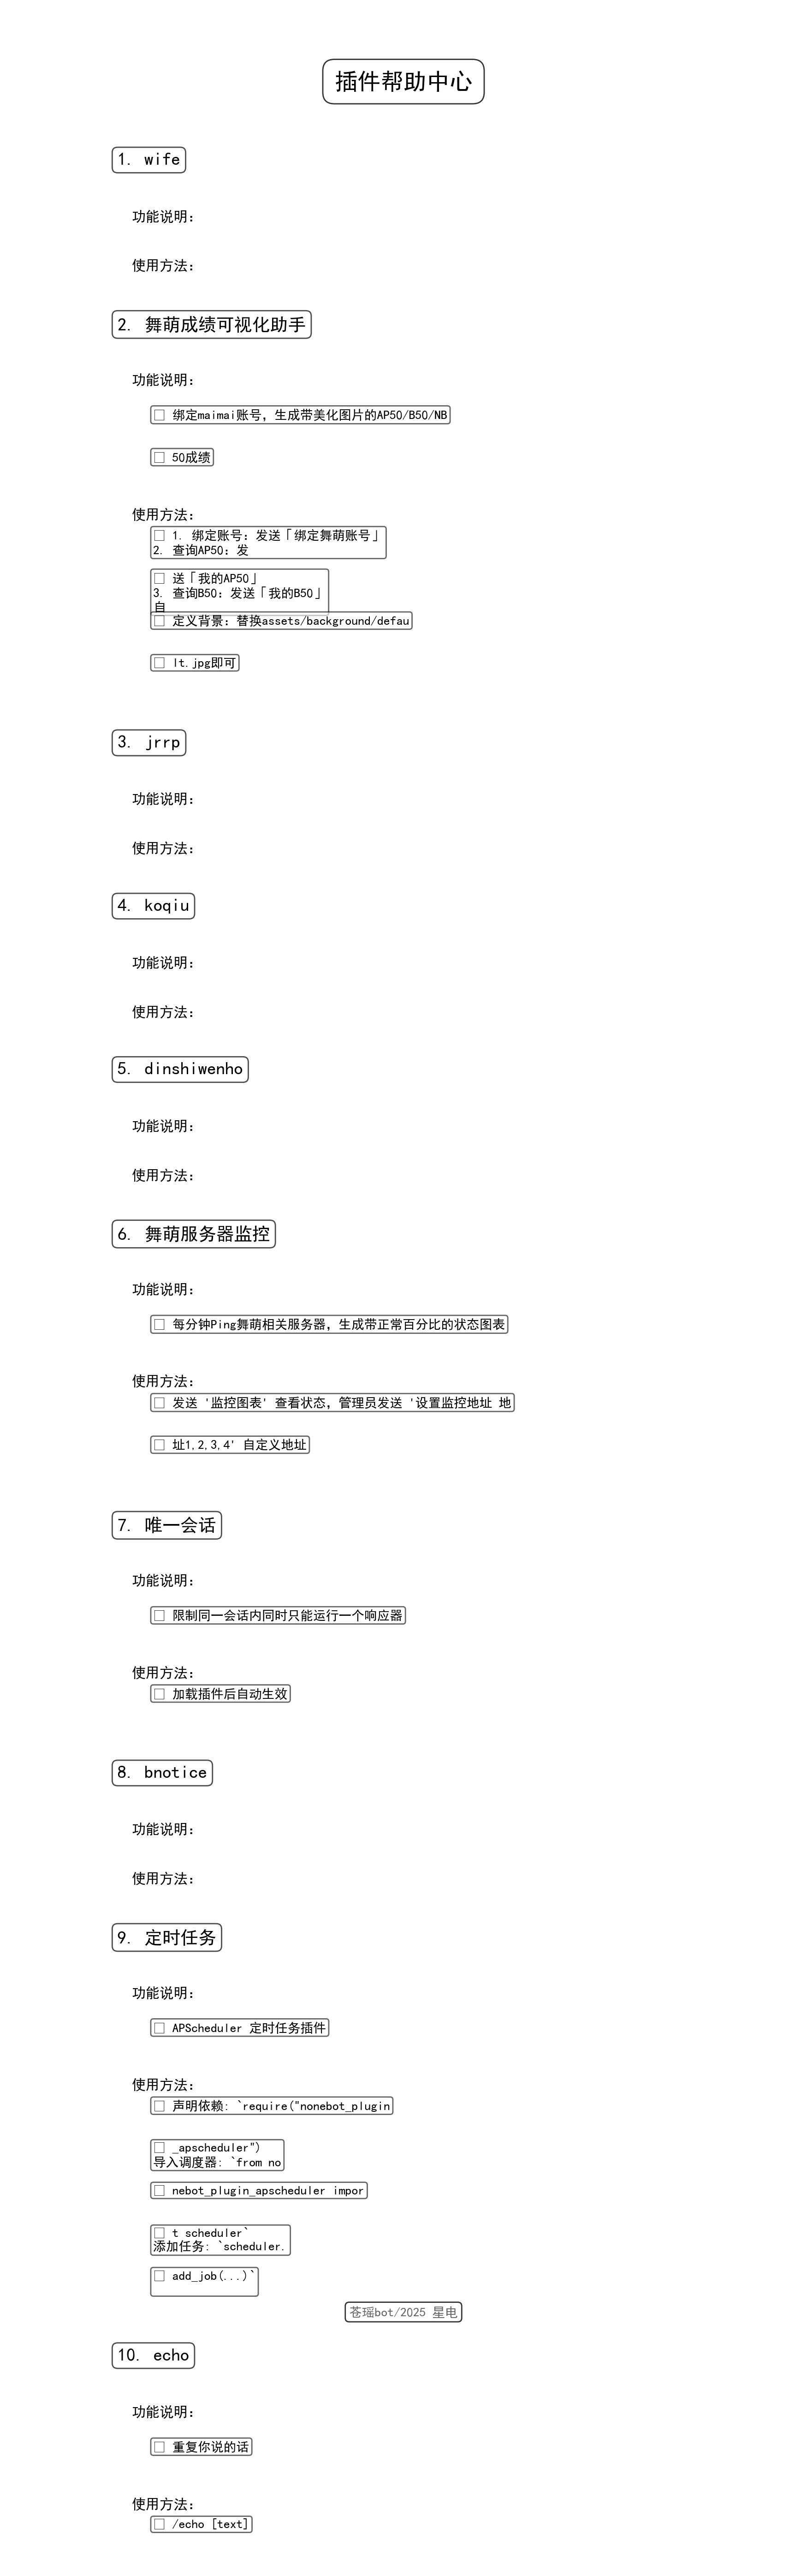 插件帮助中心
1. wife
功能说明：
使用方法：
2. 舞萌成绩可视化助手
功能说明：
□ 绑定maimai账号，生成带美化图片的AP50/B50/NB
□ 50成绩
使用方法：
□ 1. 绑定账号：发送「绑定舞萌账号」
2. 查询AP50：发
□ 送「我的AP50」
3. 查询B50：发送「我的B50」
自
□ 定义背景：替换assets/background/defau
□ lt.jpg即可
3. jrrp
功能说明：
使用方法：
4. koqiu
功能说明：
使用方法：
5. dinshiwenho
功能说明：
使用方法：
6. 舞萌服务器监控
功能说明：
□ 每分钟Ping舞萌相关服务器，生成带正常百分比的状态图表
使用方法：
□ 发送 '监控图表' 查看状态，管理员发送 '设置监控地址 地
□ 址1,2,3,4' 自定义地址
7. 唯一会话
功能说明：
□ 限制同一会话内同时只能运行一个响应器
使用方法：
□ 加载插件后自动生效
8. bnotice
功能说明：
使用方法：
9. 定时任务
功能说明：
□ APScheduler 定时任务插件
使用方法：
□ 声明依赖: `require("nonebot_plugin
□ _apscheduler")
导入调度器: `from no
□ nebot_plugin_apscheduler impor
□ t scheduler`
添加任务: `scheduler.
□ add_job(...)`
苍瑶bot/2025 星电
10. echo
功能说明：
□ 重复你说的话
使用方法：
□ /echo [text]